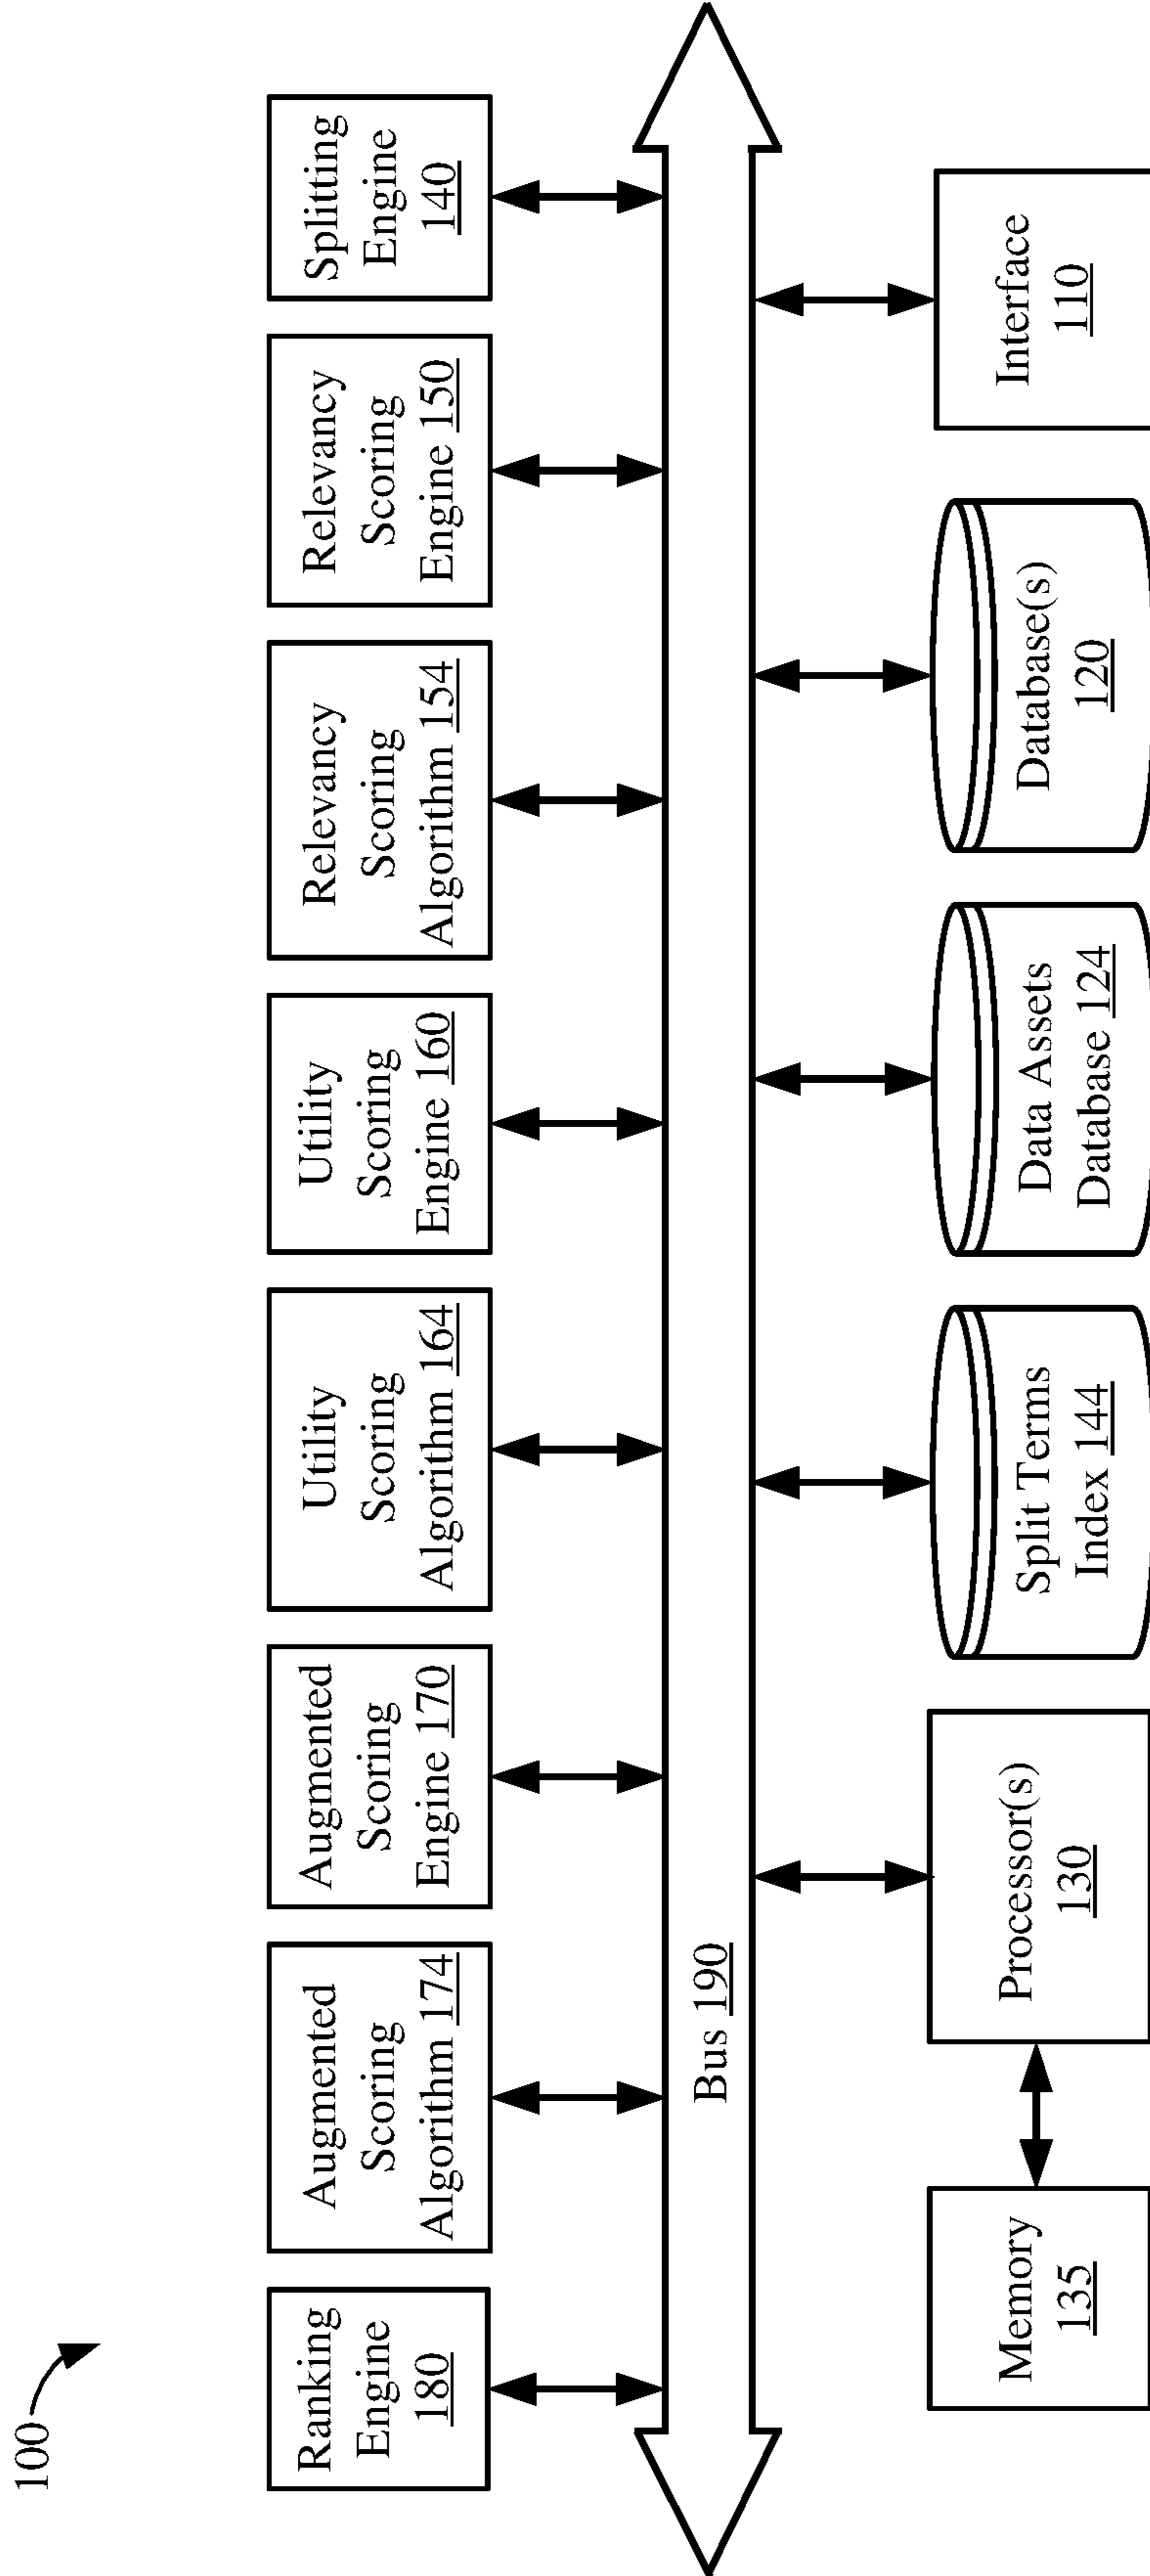 100
Ranking
Engine
180
Augmented
Scoring
Algorithm 174
Augmented
Scoring
Engine 170
Utility
Scoring
Algorithm 164
Utility
Scoring
Engine 160
Relevancy
Scoring
Algorithm 154
Relevancy
Scoring
Engine 150
Splitting
Engine
140
Bus 190
Memory
135
Processor(s)
130
Split Terms
Index 144
Data Assets
Database 124
Database(s)
120
Interface
110